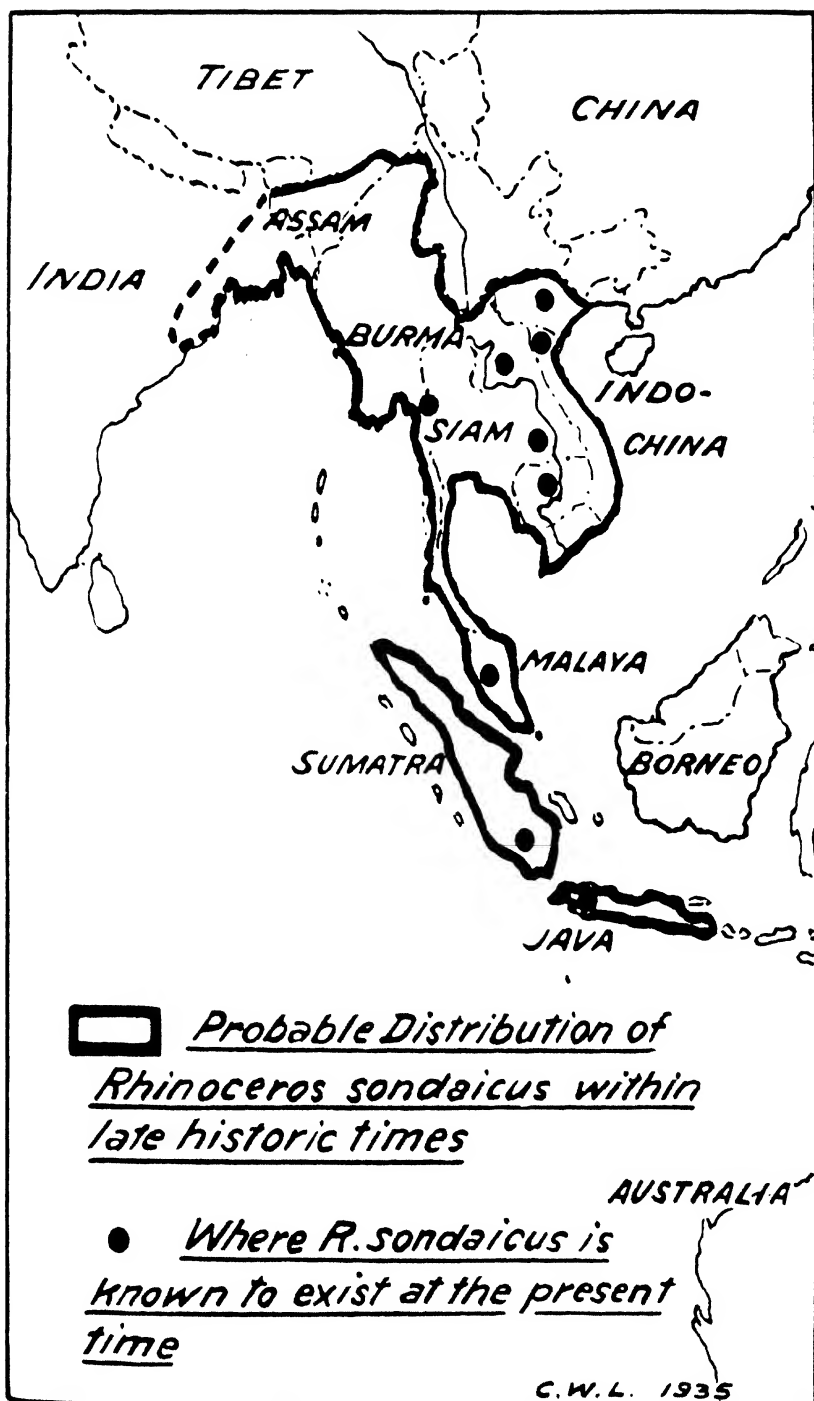 TIBET
CHINA
ASSAM
INDIA
BURMA
INDO-
CHINA
SIAM
MALAYA
SUMATRA
BORNEO
JAVA
Probable Distribution of
Rhinoceros sondaicus within
late historic times
AUSTRALIA
Where R. sondaicus is
known to exist at the present
time
C.W.L. 1935